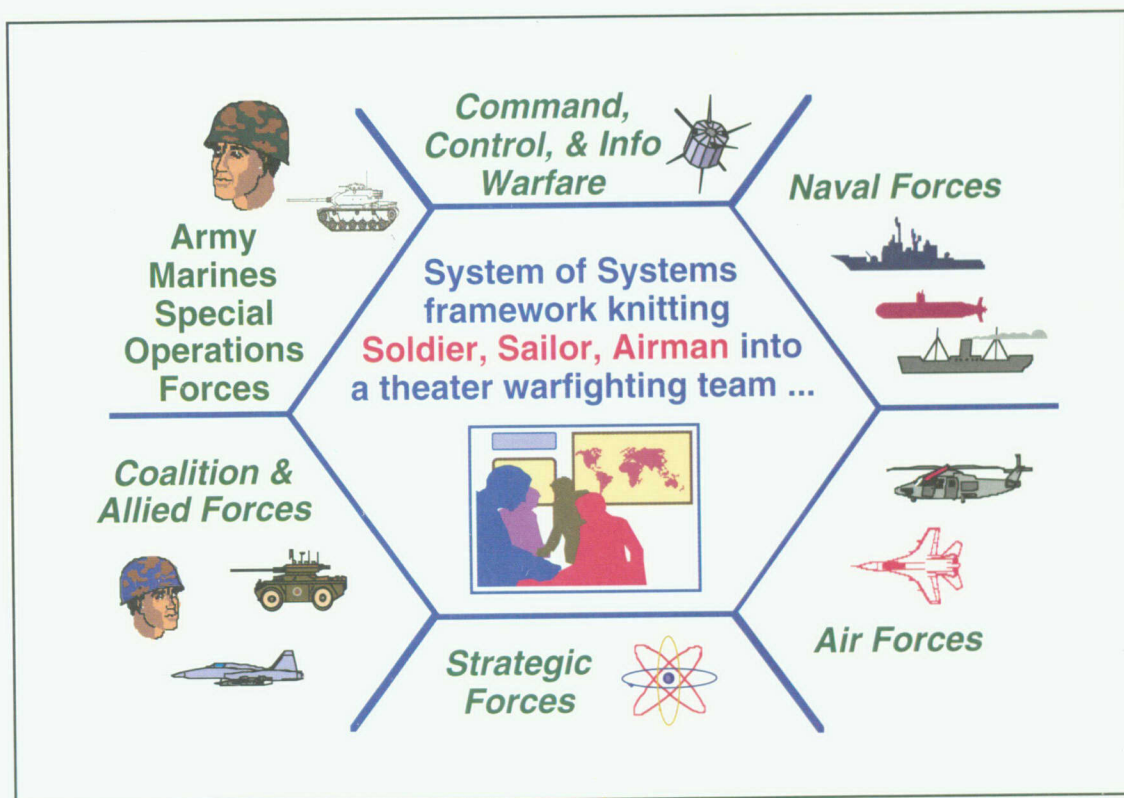 Command,
Control, & Info
Warfare
Naval Forces
Army
Marines
Special
Operations
Forces
System of Systems
framework knitting
Soldier, Sailor, Airman into
a theater warfighting team ...
Coalition &
Allied Forces
Air Forces
Strategic
Forces